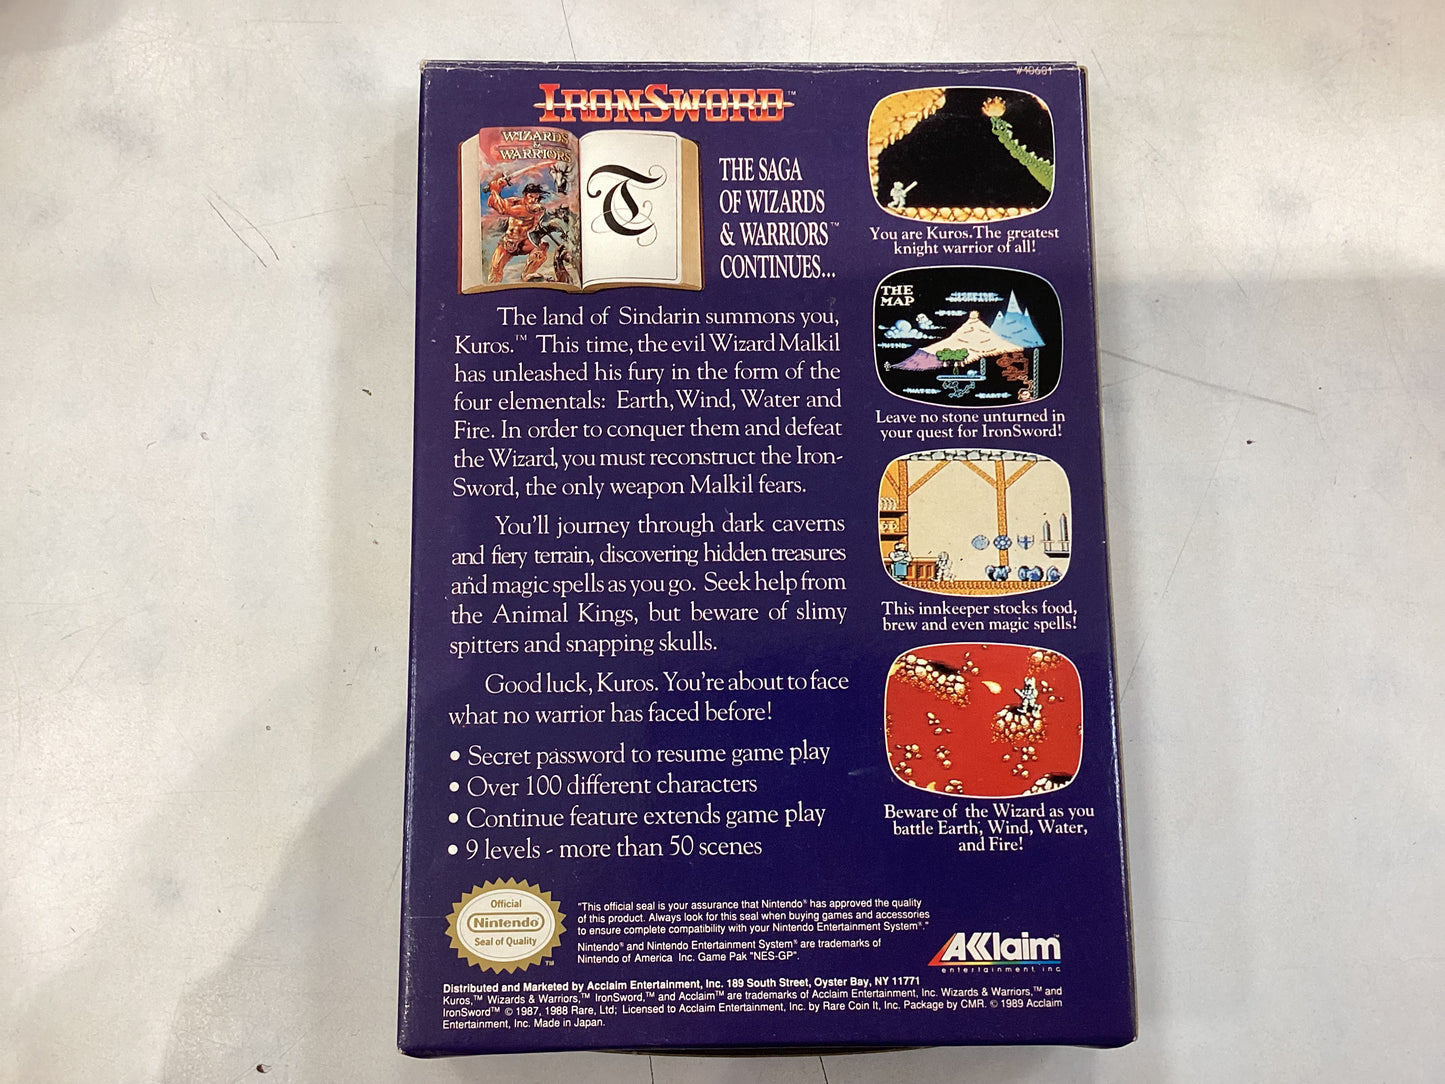 #40661
IRONSWORD™
WIZARDS
&
WARRIORS
T
THE SAGA
OF WIZARDS
& WARRIORS™
CONTINUES...
The land of Sindarin summons you,
Kuros.™ This time, the evil Wizard Malkil
has unleashed his fury in the form of the
four elementals: Earth, Wind, Water and
Fire. In order to conquer them and defeat
the Wizard, you must reconstruct the Iron-
Sword, the only weapon Malkil fears.
You'll journey through dark caverns
and fiery terrain, discovering hidden treasures
and magic spells as you go. Seek help from
the Animal Kings, but beware of slimy
spitters and snapping skulls.
Good luck, Kuros. You're about to face
what no warrior has faced before!
• Secret password to resume game play
• Over 100 different characters
• Continue feature extends game play
• 9 levels - more than 50 scenes
You are Kuros. The greatest
knight warrior of all!
THE
MAP
ICEFIRE
MOUNTAIN
WATER
EARTH
Leave no stone unturned in
your quest for IronSword!
This innkeeper stocks food,
brew and even magic spells!
Beware of the Wizard as you
battle Earth, Wind, Water,
and Fire!
Official
Nintendo®
Seal of Quality
TM
"This official seal is your assurance that Nintendo® has approved the quality
of this product. Always look for this seal when buying games and accessories
to ensure complete compatibility with your Nintendo Entertainment System®."
Nintendo® and Nintendo Entertainment System® are trademarks of
Nintendo of America Inc. Game Pak "NES-GP".
AKKlaim™
entertainment, inc.
Distributed and Marketed by Acclaim Entertainment, Inc. 189 South Street, Oyster Bay, NY 11771
Kuros,™ Wizards & Warriors,™ IronSword,™ and Acclaim™ are trademarks of Acclaim Entertainment, Inc. Wizards & Warriors,™ and
IronSword™ © 1987, 1988 Rare, Ltd; Licensed to Acclaim Entertainment, Inc. by Rare Coin It, Inc. Package by CMR. © 1989 Acclaim
Entertainment, Inc. Made in Japan.